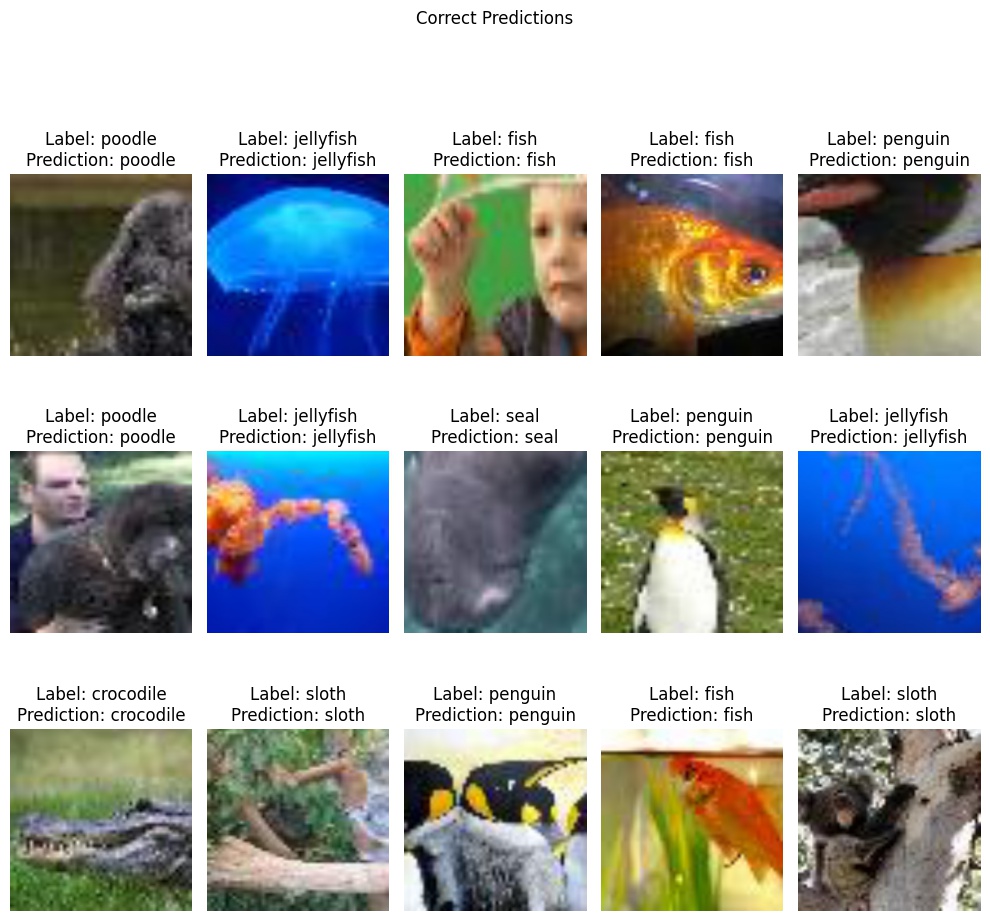 Correct Predictions
Label: poodle
Prediction: poodle
Label: jellyfish
Prediction: jellyfish
Label: fish
Prediction: fish
Label: fish
Prediction: fish
Label: penguin
Prediction: penguin
Label: poodle
Prediction: poodle
Label: jellyfish
Prediction: jellyfish
Label: seal
Prediction: seal
Label: penguin
Prediction: penguin
Label: jellyfish
Prediction: jellyfish
Label: crocodile
Prediction: crocodile
Label: sloth
Prediction: sloth
Label: penguin
Prediction: penguin
Label: fish
Prediction: fish
Label: sloth
Prediction: sloth